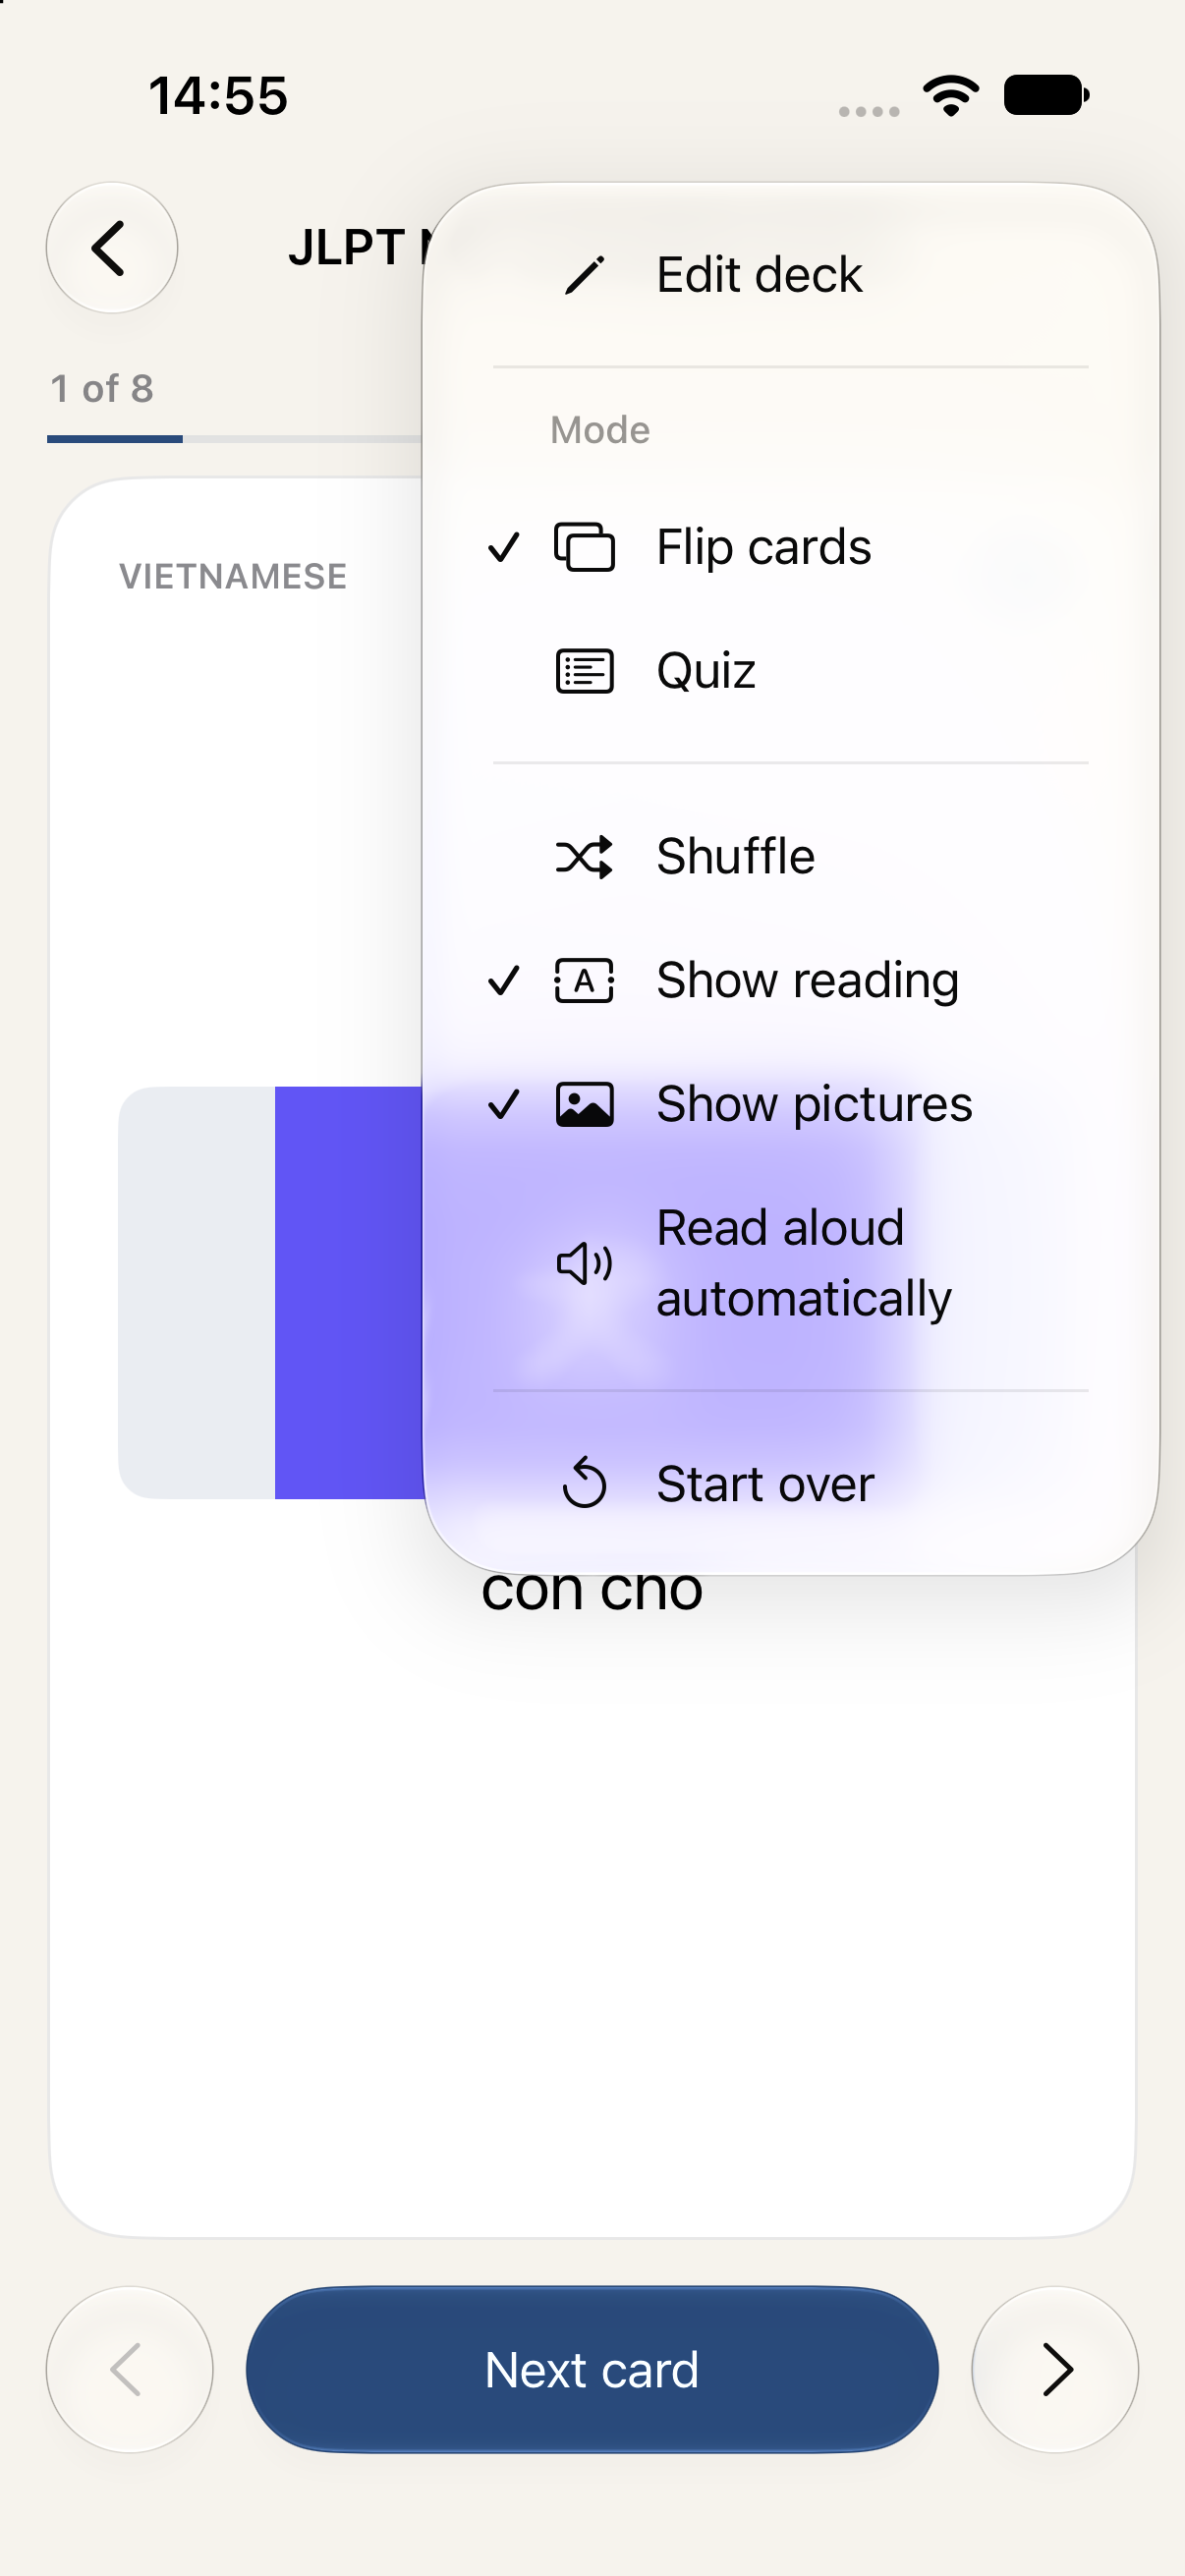 14:55
JLPT
1 of 8
Edit deck
Mode
Flip cards
VIETNAMESE
Quiz
Shuffle
Show reading
Show pictures
Read aloud
automatically
Start over
con
Next card